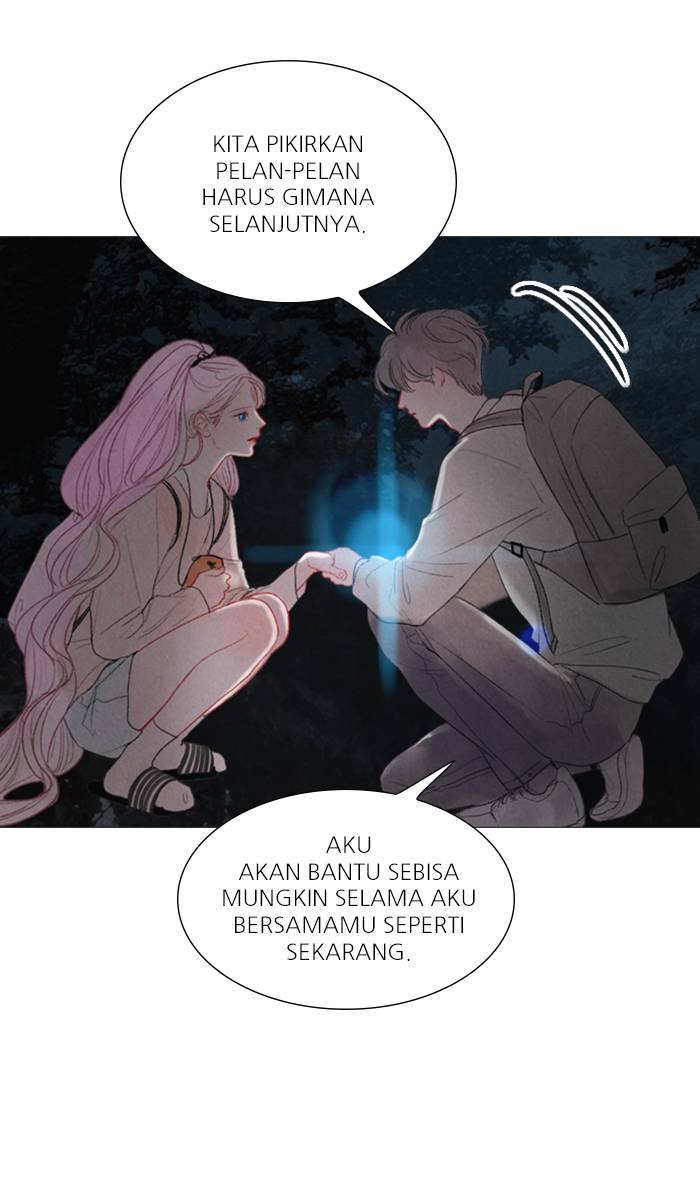 KITA PIKIRKAN
PELAN-PELAN
HARUS GIMANA
SELANJUTNYA.
AKU
AKAN BANTU SEBISA
MUNGKIN SELAMA AKU
BERSAMAMU SEPERTI
SEKARANG.